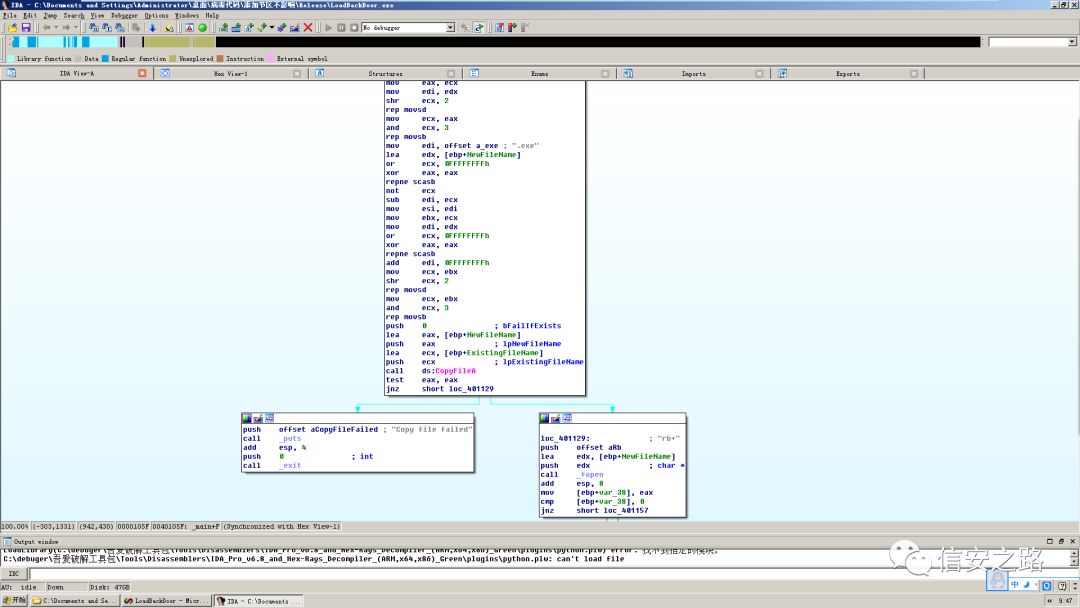 IDA - C:\Documents and Settings\Administrator\桌面\病毒代码\添加节区不影响\Release\LoadBackDoor.exe
File Edit Jump Search View Debugger Options Windows Help
No debugger
Library function Data Regular function Unexplored Instruction External symbol
IDA View-A Hex View-1 Structures Enums Imports Exports
mov eax, ecx
mov edi, edx
shr ecx, 2
rep movsd
mov ecx, eax
and ecx, 3
rep movsb
mov edi, offset a_exe ; ".exe"
lea edx, [ebp+NewFileName]
or ecx, 0FFFFFFFFh
xor eax, eax
repne scasb
not ecx
sub edi, ecx
mov esi, edi
mov ebx, ecx
mov edi, edx
or ecx, 0FFFFFFFFh
xor eax, eax
repne scasb
add edi, 0FFFFFFFFh
mov ecx, ebx
shr ecx, 2
rep movsd
mov ecx, ebx
and ecx, 3
rep movsb
push 0 ; bFailIfExists
lea eax, [ebp+NewFileName]
push eax ; lpNewFileName
lea ecx, [ebp+ExistingFileName]
push ecx ; lpExistingFileName
call ds:CopyFileA
test eax, eax
jnz short loc_401129
push offset aCopyFileFailed ; "Copy file failed"
call _puts
add esp, 4
push 0 ; int
call _exit
loc_401129: ; "rb+"
push offset aRb
lea edx, [ebp+NewFileName]
push edx ; char *
call _fopen
add esp, 8
mov [ebp+var_38], eax
cmp [ebp+var_38], 0
jnz short loc_401157
100.00% (-303,1331) (942,430) 0000105F 0040105F: _main+F (Synchronized with Hex View-1)
Output window
LoadLibrary(C:\debuger\吾爱破解工具包\Tools\Disassemblers\IDA_Pro_v6.8_and_Hex-Rays_Decompiler_(ARM,x64,x86)_Green\plugins\python.plw) error: 找不到指定的模块。
C:\debuger\吾爱破解工具包\Tools\Disassemblers\IDA_Pro_v6.8_and_Hex-Rays_Decompiler_(ARM,x64,x86)_Green\plugins\python.plw: can't load file
IDC
AU: idle Down Disk: 47GB
信安之路
开始 C:\Documents and Se... LoadBackDoor - Micr... IDA - C:\Documents ...
中
9:47